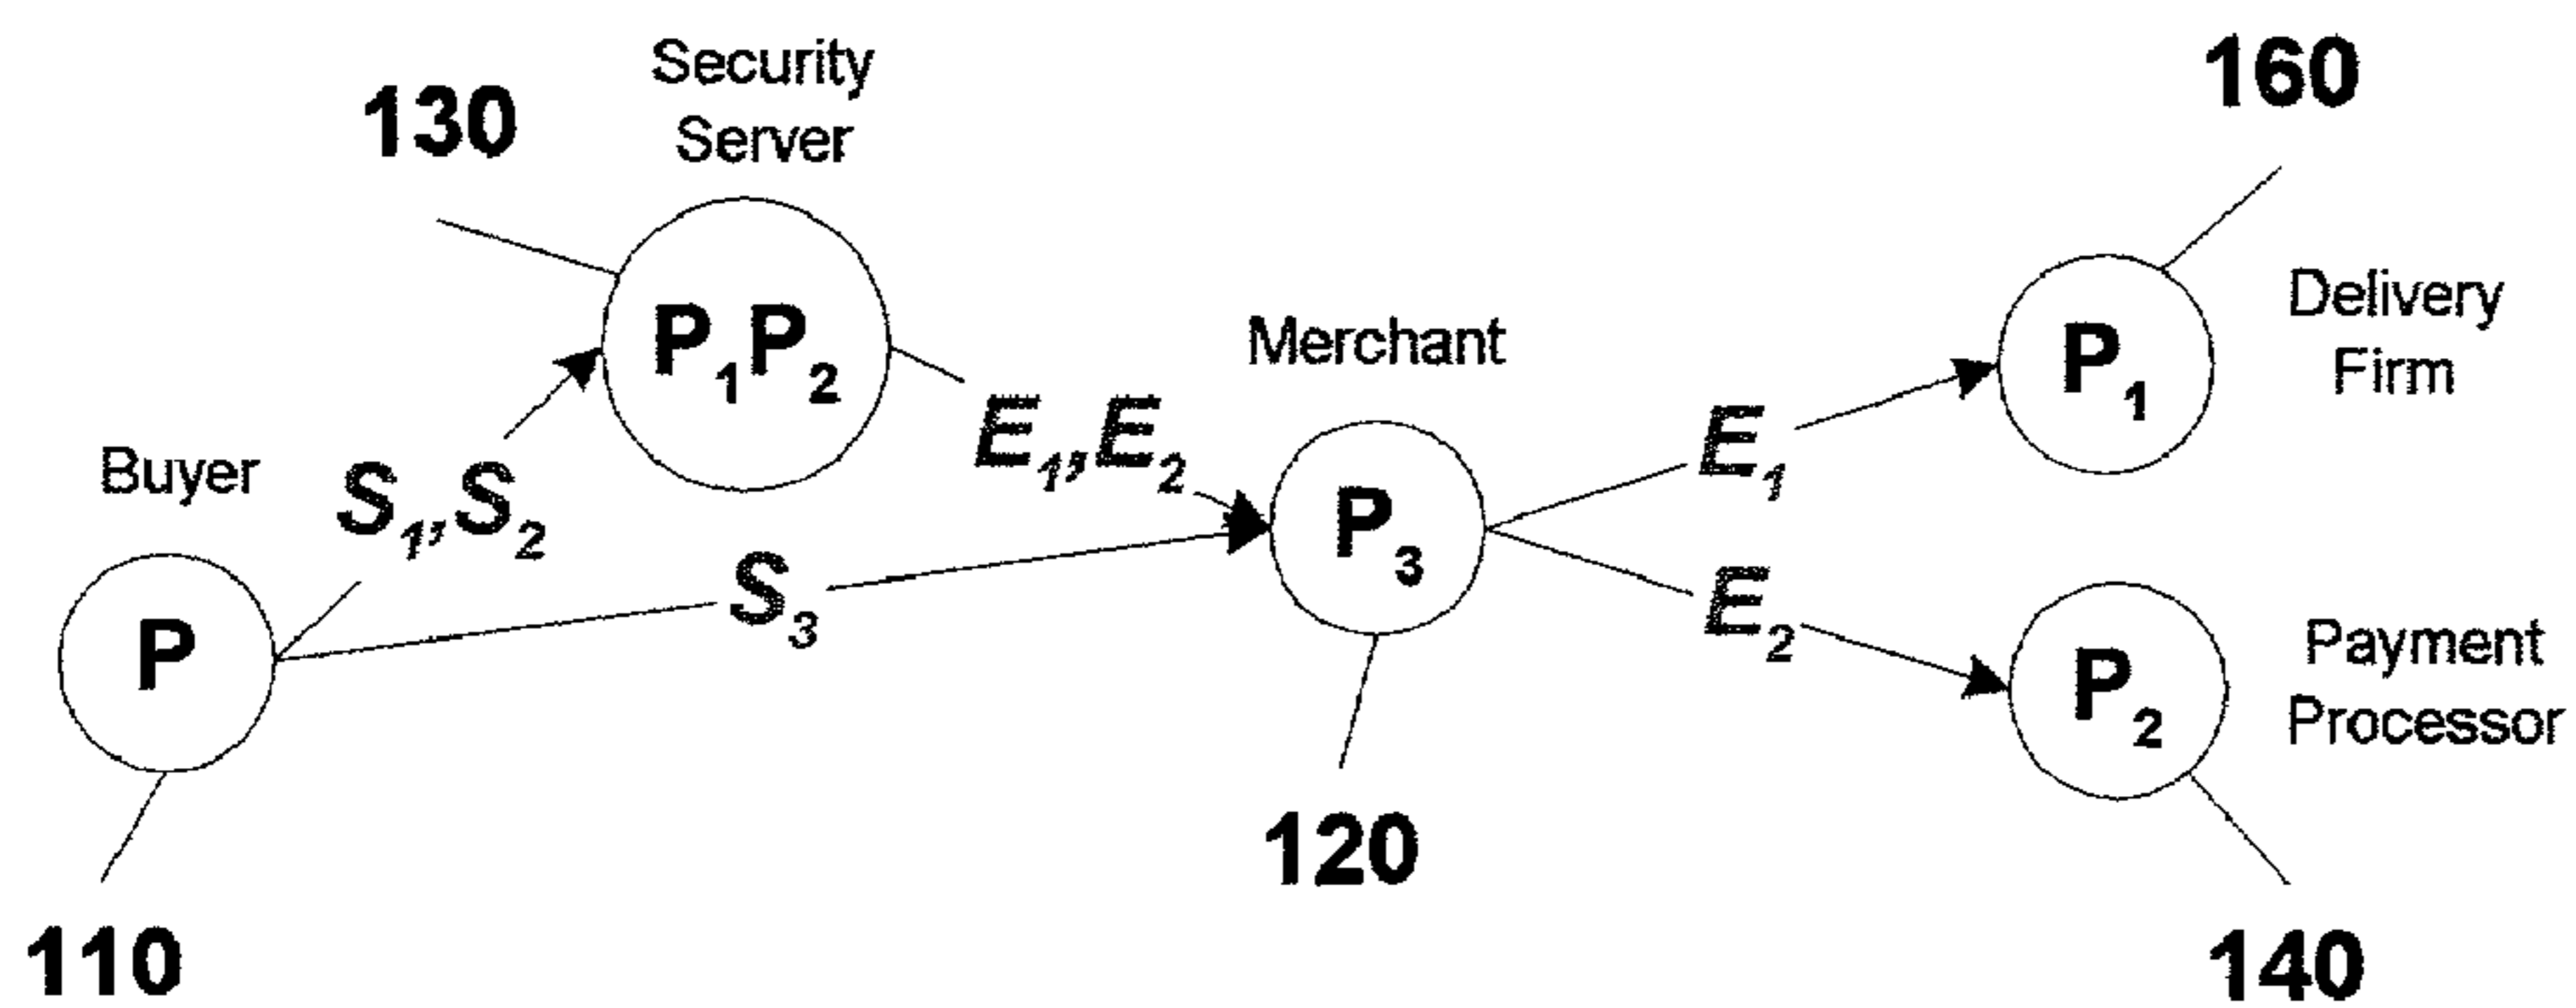 130
Security
Server
160
P₁P₂
Delivery
Firm
Merchant
P₁
E₁,E₂
E₁
Buyer
S₁,S₂
P₃
S₃
E₂
P
P₂
Payment
Processor
120
110
140